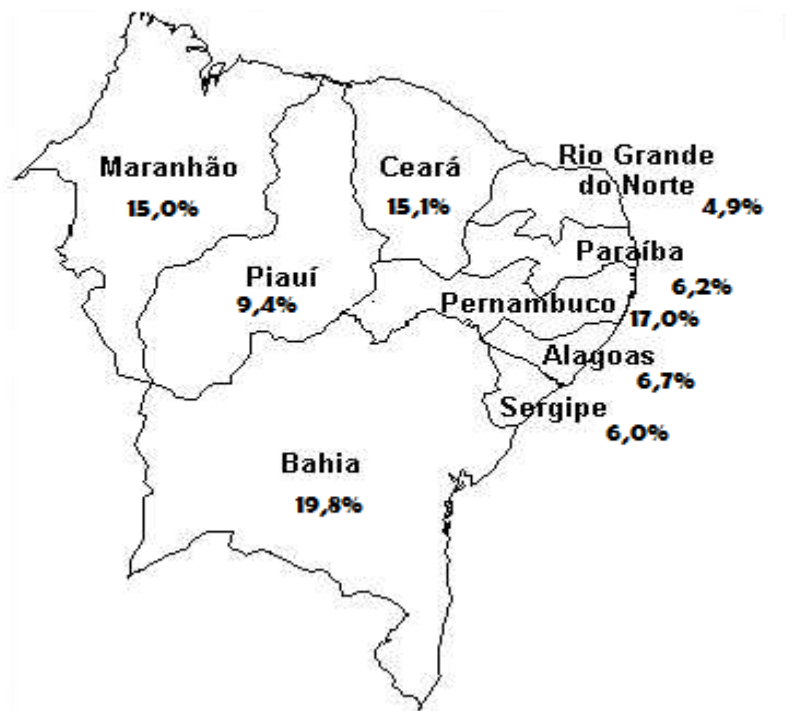 Maranhão
15,0%
Ceará
15,1%
Rio Grande
do Norte
4,9%
Piauí
9,4%
Paraíba
6,2%
Pernambuco
17,0%
Alagoas
6,7%
Sergipe
6,0%
Bahia
19,8%